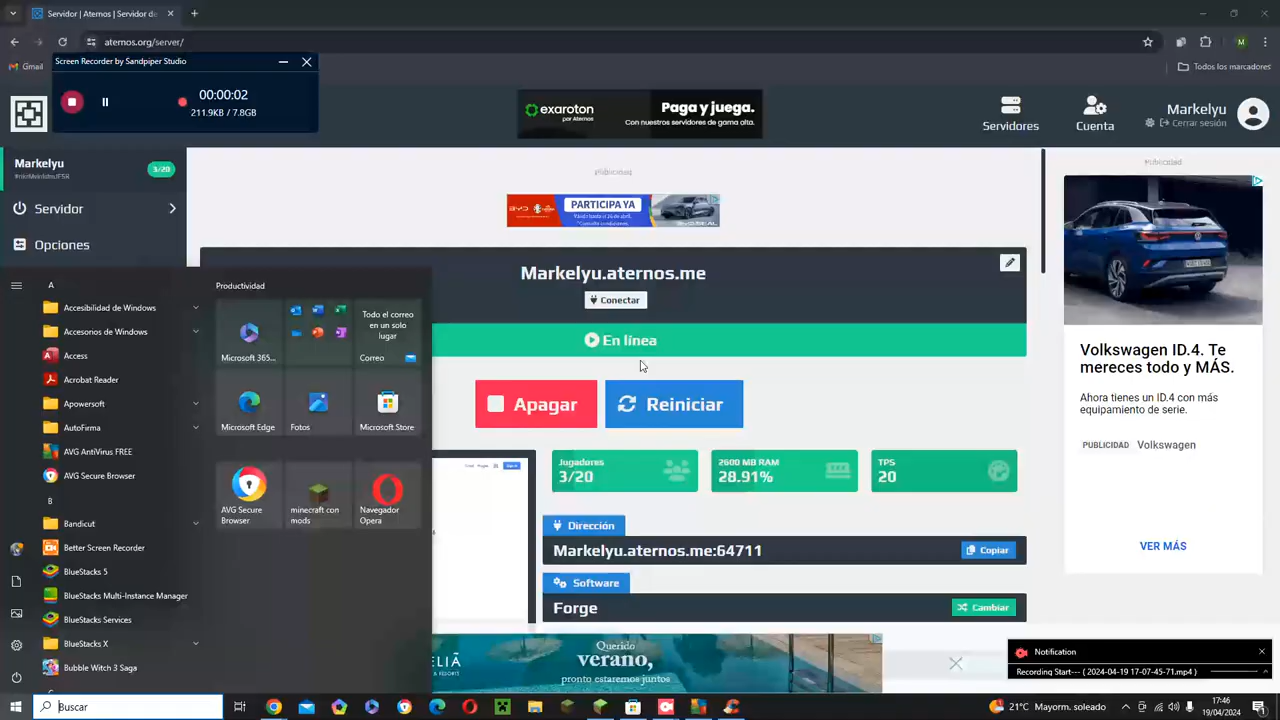 Servidor | Aternos | Servidor de
aternos.org/server/
Gmail
Todos los marcadores
M
Screen Recorder by Sandpiper Studio
00:00:02
211.9KB / 7.8GB
exaroton
por Aternos
Paga y juega.
Con nuestros servidores de gama alta.
Servidores
Cuenta
Markelyu
Cerrar sesión
Markelyu
3/20
Servidor
Opciones
Publicidad
Publicidad
BYD
PARTICIPA YA
Markelyu.aternos.me
Conectar
En línea
Apagar
Reiniciar
Jugadores
3/20
2600 MB RAM
28.91%
TPS
20
Dirección
Markelyu.aternos.me:64711
Copiar
Software
Forge
Cambiar
Volkswagen ID.4. Te
mereces todo y MÁS.
Ahora tienes un ID.4 con más
equipamiento de serie.
PUBLICIDAD Volkswagen
VER MÁS
A
Accesibilidad de Windows
Accesorios de Windows
Access
Acrobat Reader
Apowersoft
AutoFirma
AVG AntiVirus FREE
AVG Secure Browser
B
Bandicut
Better Screen Recorder
BlueStacks 5
BlueStacks Multi-Instance Manager
BlueStacks Services
BlueStacks X
Bubble Witch 3 Saga
Productividad
Microsoft 365...
Todo el correo
en un solo
lugar
Correo
Microsoft Edge
Fotos
Microsoft Store
AVG Secure
Browser
minecraft con
mods
Navegador
Opera
Querido
verano,
pronto estaremos juntos
Notification
Recording Start--- ( 2024-04-19 17-07-45-71.mp4 )
Buscar
21°C Mayorm. soleado
17:46
19/04/2024